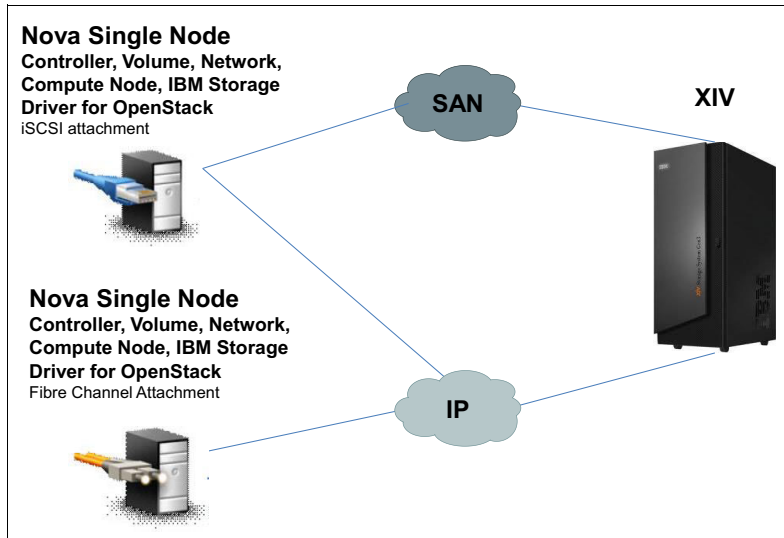 Nova Single Node
Controller, Volume, Network,
Compute Node, IBM Storage
Driver for OpenStack
iSCSI attachment
SAN
XIV
Nova Single Node
Controller, Volume, Network,
Compute Node, IBM Storage
Driver for OpenStack
Fibre Channel Attachment
IP